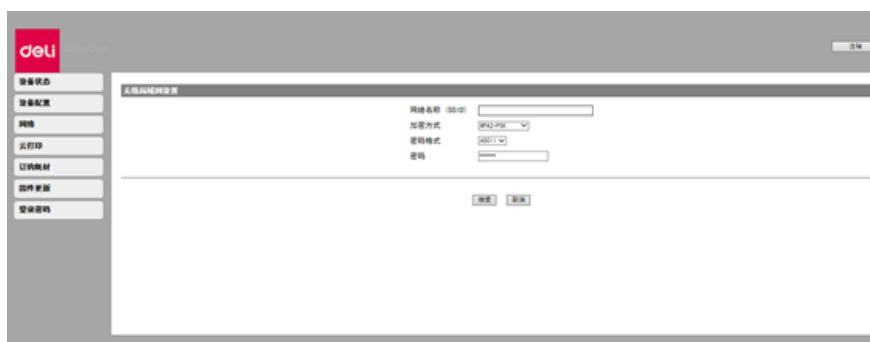 deli
注销
设备状态
设备配置
网络
云打印
订购耗材
固件更新
登录密码
无线局域网设置
网络名称 (SSID)
加密方式 WPA2-PSK
密码格式 ASCII
密码
接受 取消